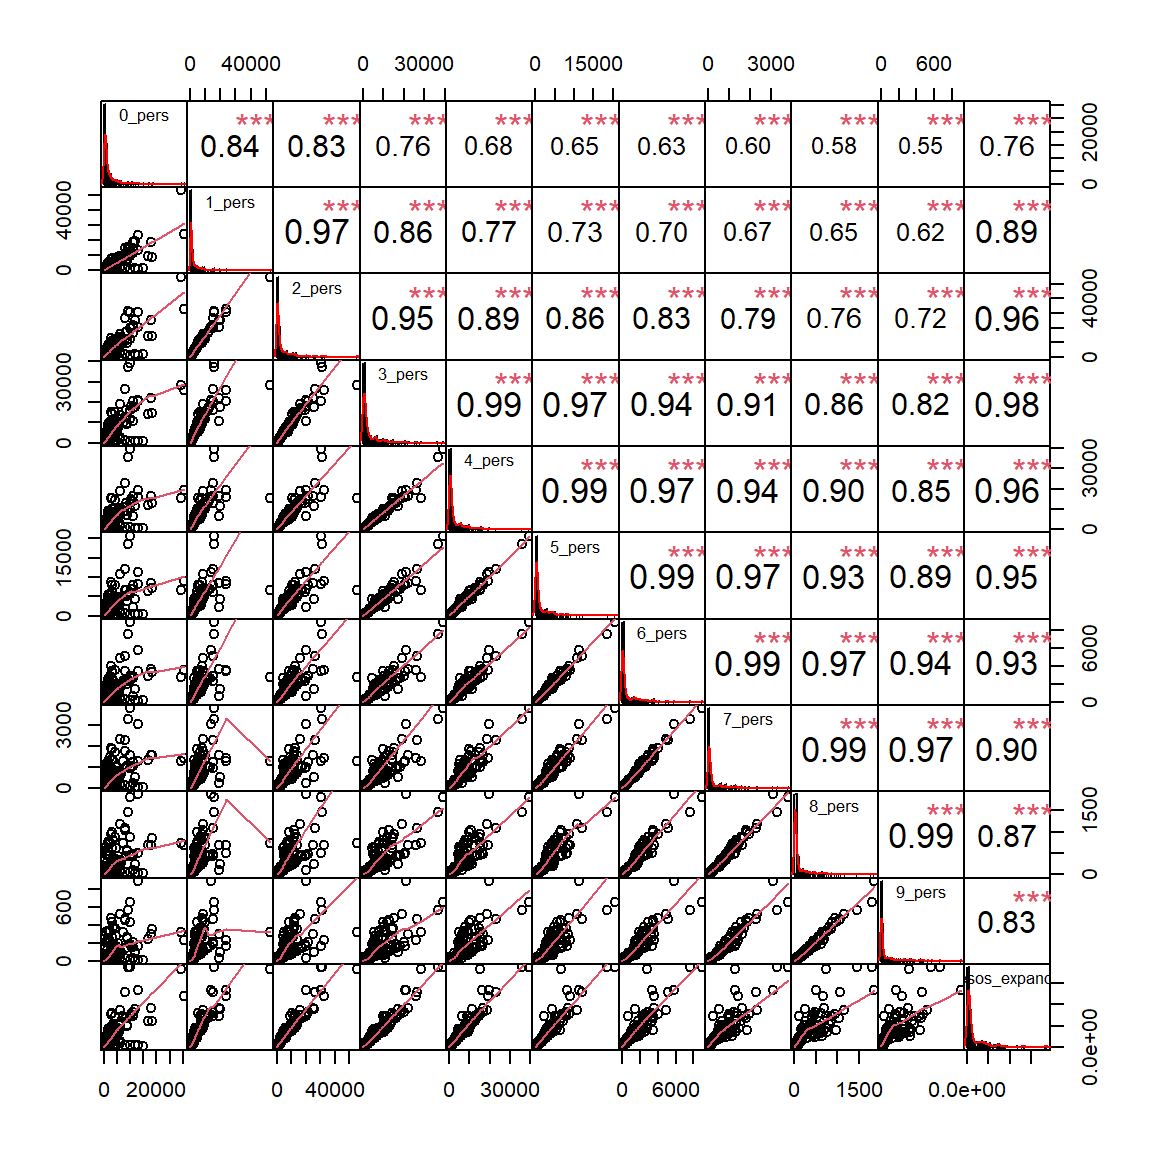 0 40000 0 30000 0 15000 0 3000 0 600
0_pers *** 0.84 *** 0.83 *** 0.76 *** 0.68 *** 0.65 *** 0.63 *** 0.60 *** 0.58 *** 0.55 *** 0.76 0 20000
0 40000 1_pers *** 0.97 *** 0.86 *** 0.77 *** 0.73 *** 0.70 *** 0.67 *** 0.65 *** 0.62 *** 0.89
2_pers *** 0.95 *** 0.89 *** 0.86 *** 0.83 *** 0.79 *** 0.76 *** 0.72 *** 0.96 0 40000
0 30000 3_pers *** 0.99 *** 0.97 *** 0.94 *** 0.91 *** 0.86 *** 0.82 *** 0.98
4_pers *** 0.99 *** 0.97 *** 0.94 *** 0.90 *** 0.85 *** 0.96 0 30000
0 15000 5_pers *** 0.99 *** 0.97 *** 0.93 *** 0.89 *** 0.95
6_pers *** 0.99 *** 0.97 *** 0.94 *** 0.93 0 6000
0 3000 7_pers *** 0.99 *** 0.97 *** 0.90
8_pers *** 0.99 *** 0.87 0 1500
0 600 9_pers *** 0.83
sos_expand 0.0e+00
0 20000 0 40000 0 30000 0 6000 0 1500 0.0e+00